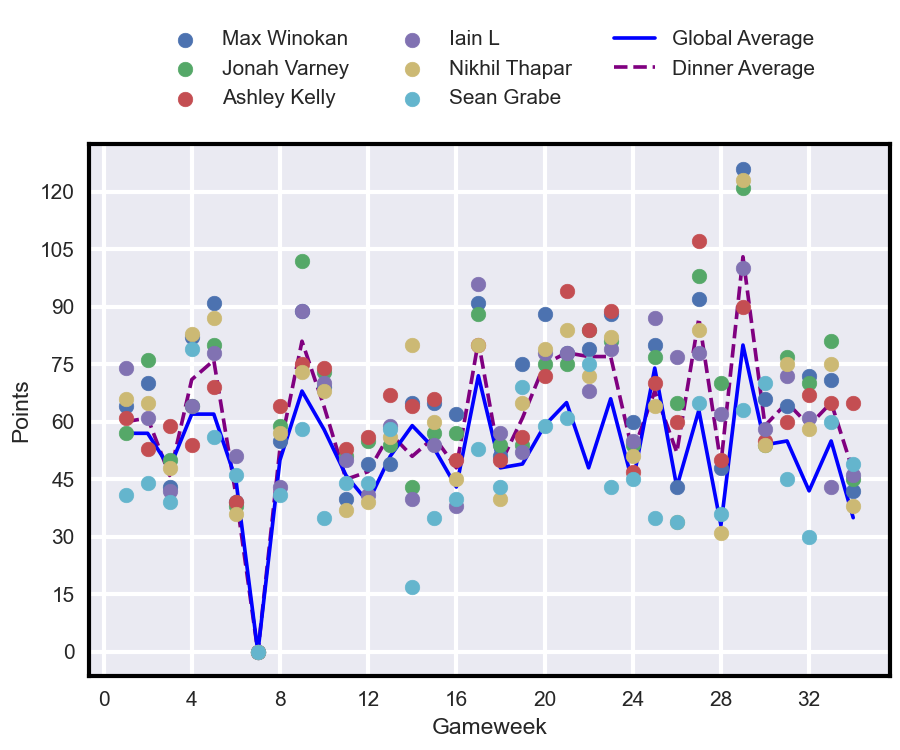 Max Winokan Iain L Global Average
Jonah Varney Nikhil Thapar Dinner Average
Ashley Kelly Sean Grabe
120
105
90
75
60
45
30
15
0
Points
0 4 8 12 16 20 24 28 32
Gameweek